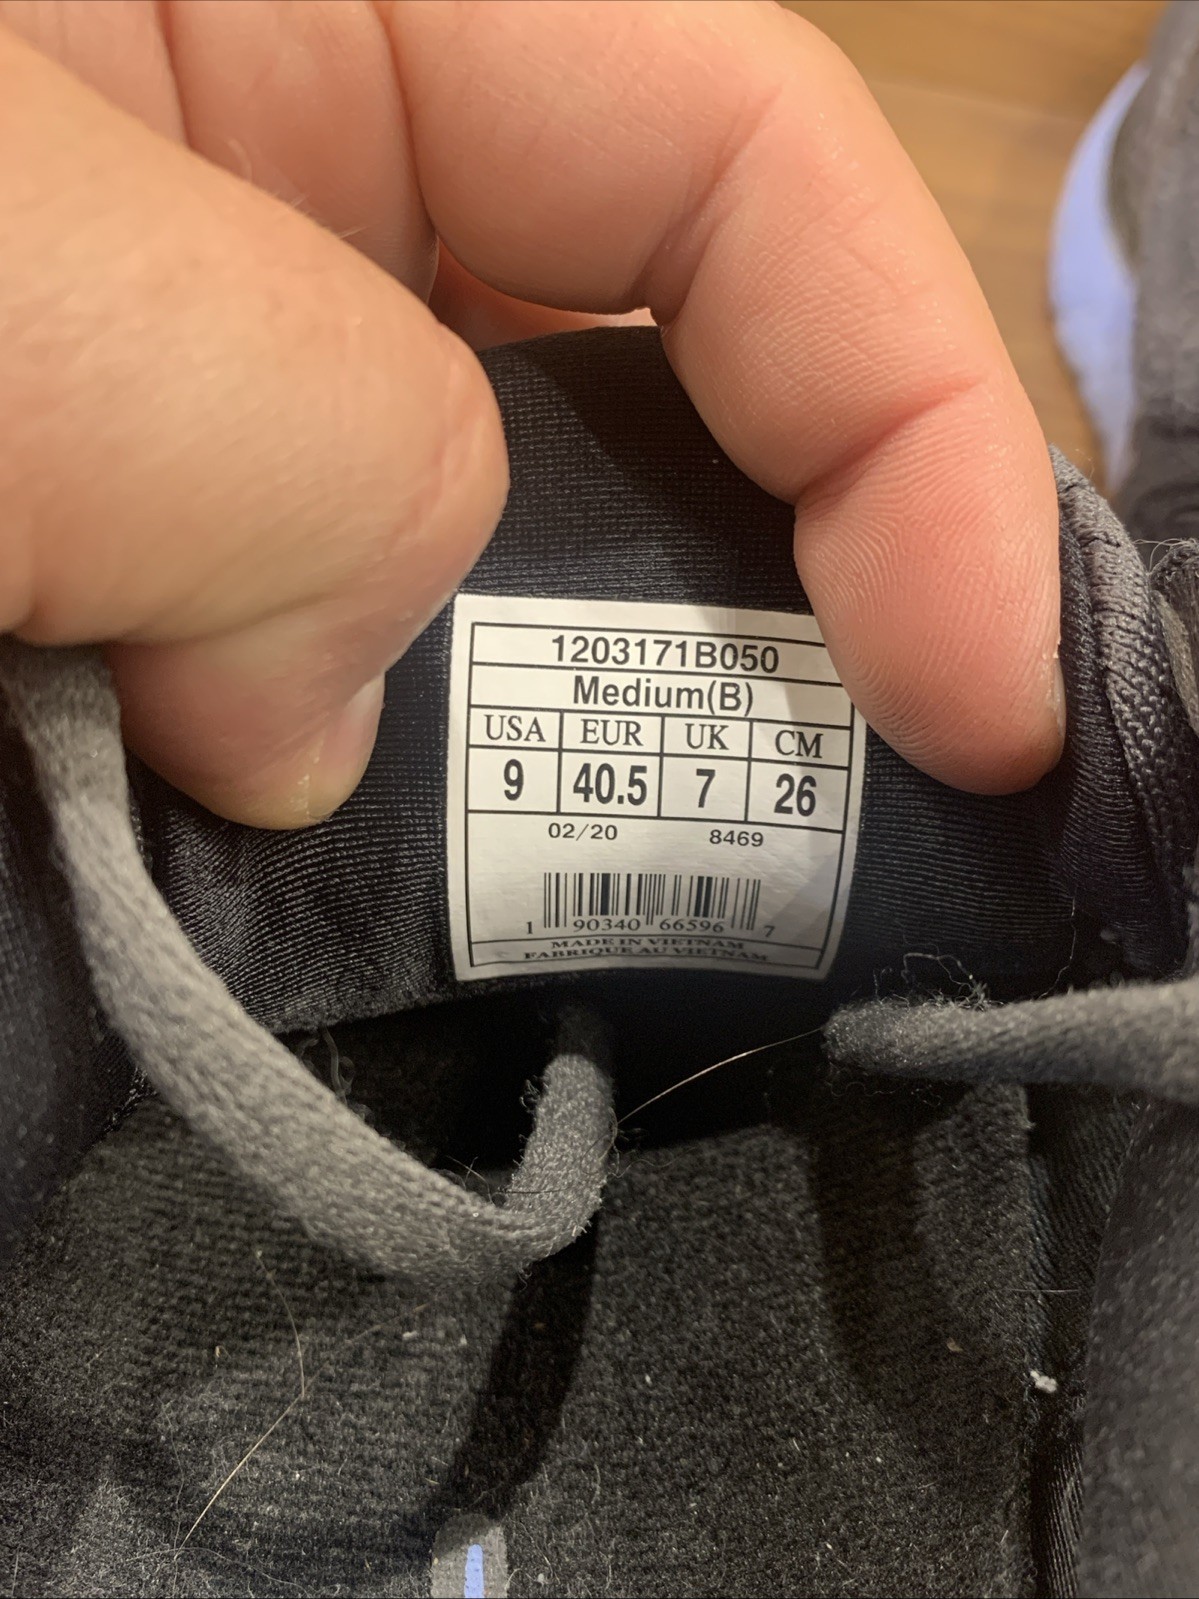 1203171B050
Medium(B)
USA EUR UK CM
9 40.5 7 26
02/20 8469
1 90340 66596 7
MADE IN VIETNAM
FABRIQUE AU VIETNAM